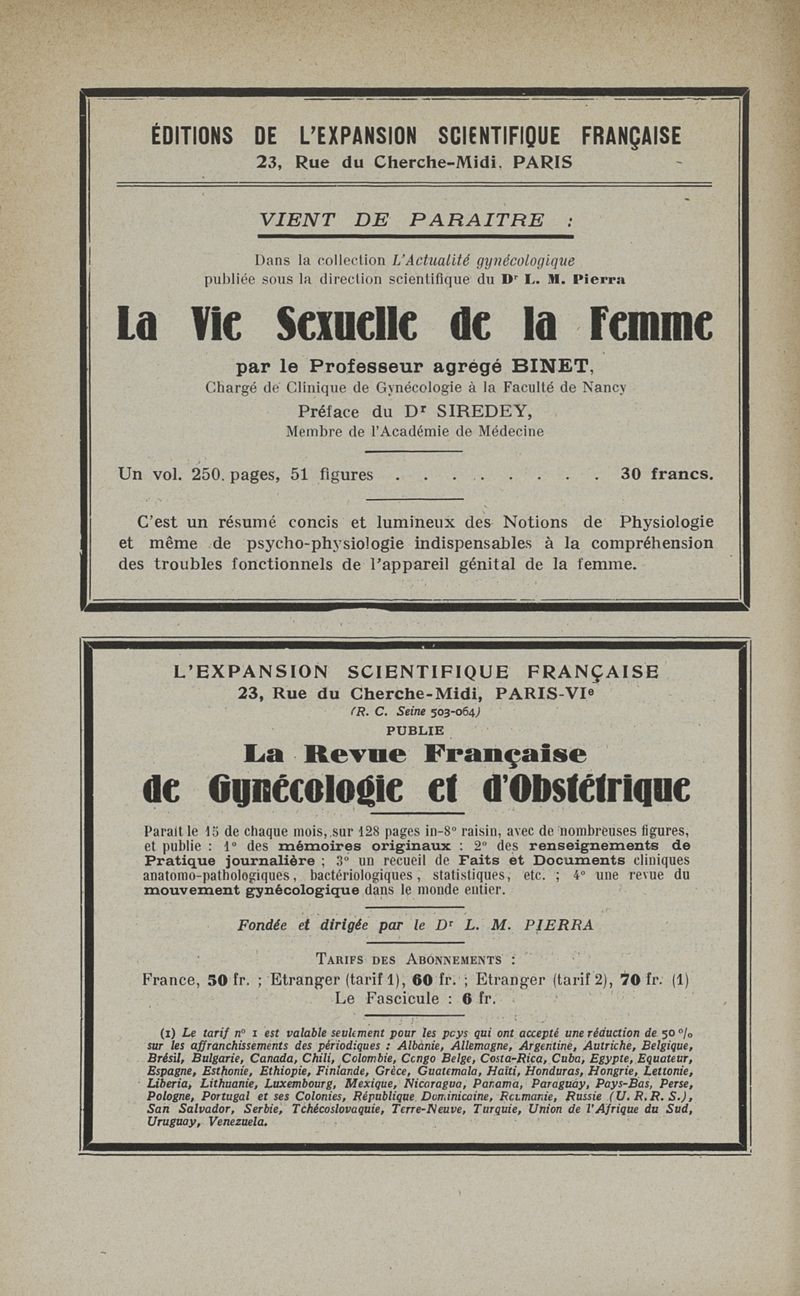 ÉDITIONS DE L'EXPANSION SCIENTIFIQUE FRANÇAISE
23, Rue du Cherche-Midi, PARIS
VIENT DE PARAITRE :
Dans la collection L'Actualité gynécologique
publiée sous la direction scientifique du Dr L. M. Pierra
La Vie Sexuelle de la Femme
par le Professeur agrégé BINET,
Chargé de Clinique de Gynécologie à la Faculté de Nancy
Préface du Dr SIREDEY,
Membre de l'Académie de Médecine
Un vol. 250. pages, 51 figures . . . . . . . . 30 francs.
C'est un résumé concis et lumineux des Notions de Physiologie
et même de psycho-physiologie indispensables à la compréhension
des troubles fonctionnels de l'appareil génital de la femme.
L'EXPANSION SCIENTIFIQUE FRANÇAISE
23, Rue du Cherche-Midi, PARIS-VIe
(R. C. Seine 503-064)
PUBLIE
La Revue Française
de Gynécologie et d'Obstétrique
Parait le 15 de chaque mois, sur 128 pages in-8° raisin, avec de nombreuses figures,
et publie : 1° des mémoires originaux : 2° des renseignements de
Pratique journalière ; 3° un recueil de Faits et Documents cliniques
anatomo-pathologiques, bactériologiques, statistiques, etc. ; 4° une revue du
mouvement gynécologique dans le monde entier.
Fondée et dirigée par le Dr L. M. PIERRA
TARIFS DES ABONNEMENTS :
France, 50 fr. ; Etranger (tarif 1), 60 fr. ; Etranger (tarif 2), 70 fr. (1)
Le Fascicule : 6 fr.
(1) Le tarif n° 1 est valable seulement pour les pays qui ont accepté une réduction de 50 %
sur les affranchissements des périodiques : Albanie, Allemagne, Argentine, Autriche, Belgique,
Brésil, Bulgarie, Canada, Chili, Colombie, Congo Belge, Costa-Rica, Cuba, Egypte, Equateur,
Espagne, Esthonie, Ethiopie, Finlande, Grèce, Guatemala, Haïti, Honduras, Hongrie, Lettonie,
Liberia, Lithuanie, Luxembourg, Mexique, Nicaragua, Panama, Paraguay, Pays-Bas, Perse,
Pologne, Portugal et ses Colonies, République Dominicaine, Roumanie, Russie (U. R. R. S.),
San Salvador, Serbie, Tchécoslovaquie, Terre-Neuve, Turquie, Union de l'Afrique du Sud,
Uruguay, Venezuela.